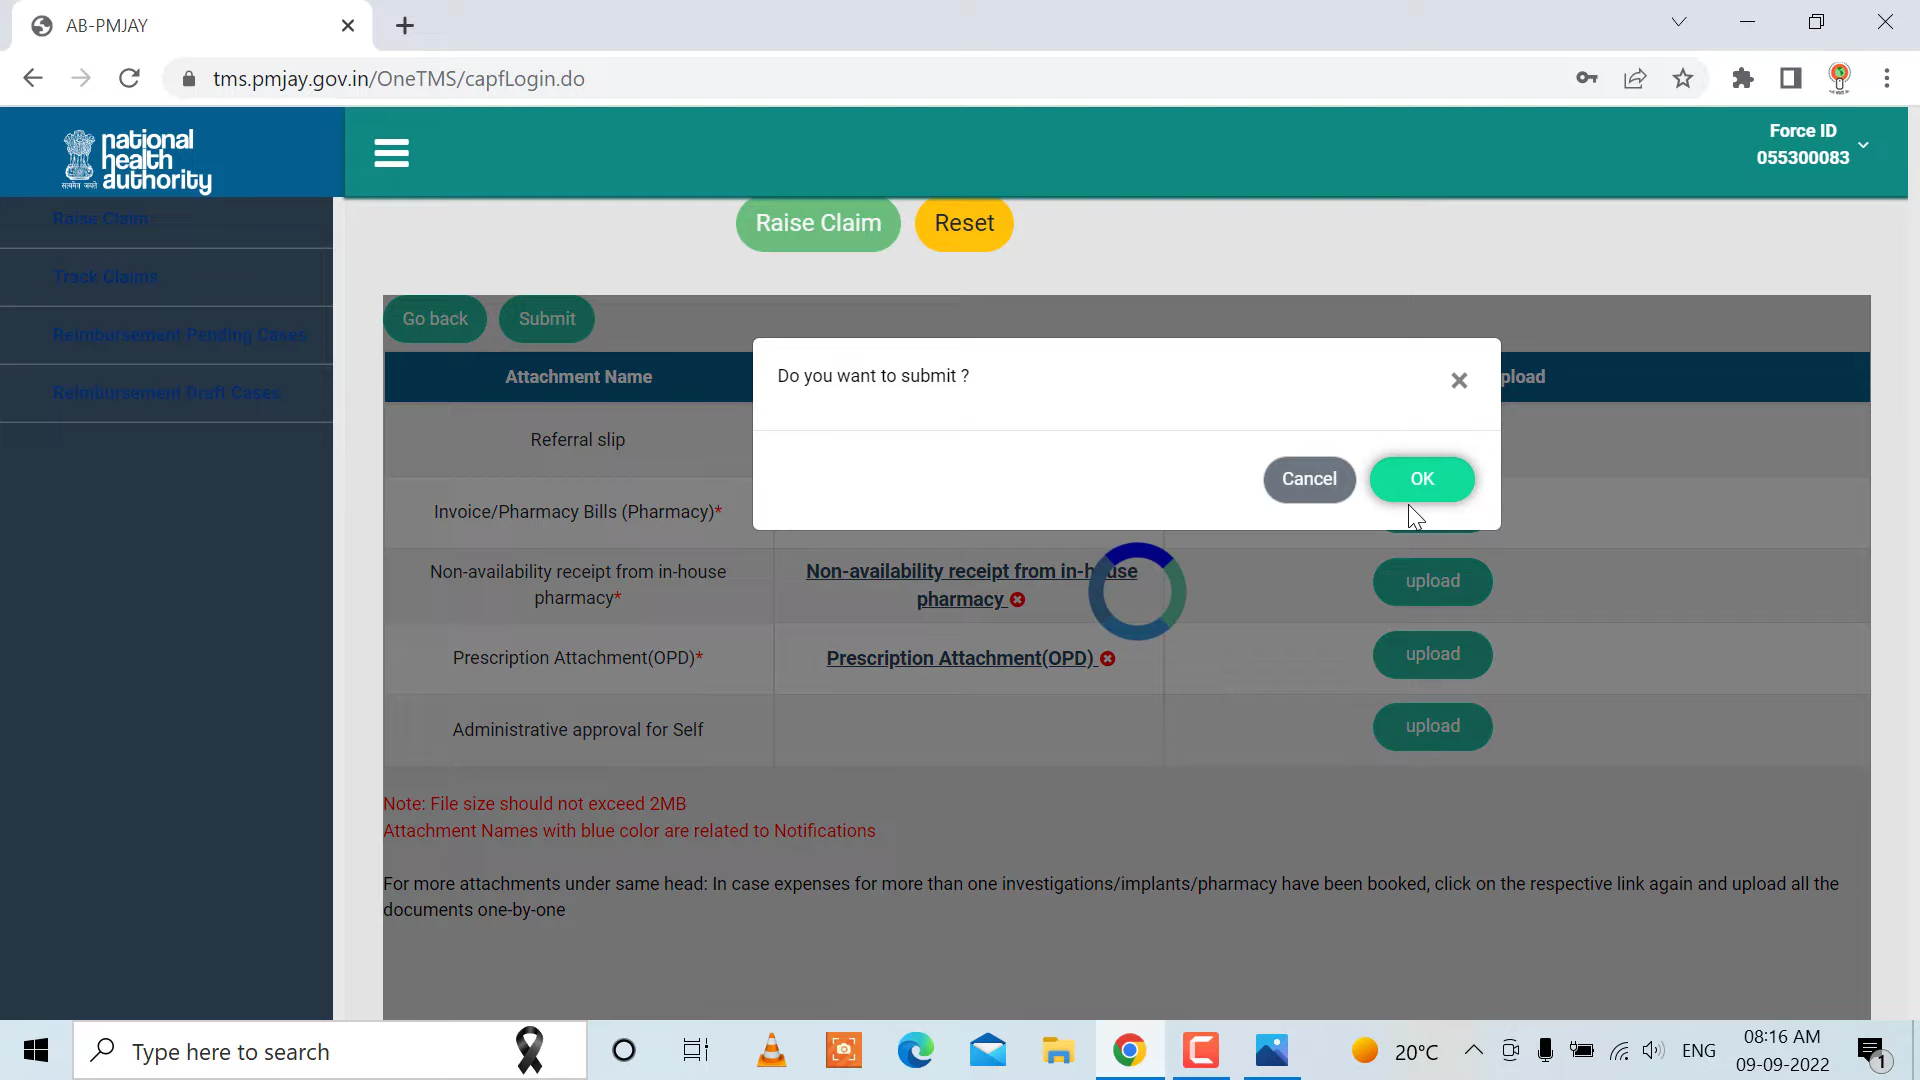 AB-PMJAY
tms.pmjay.gov.in/OneTMS/capfLogin.do
national
health
authority
सत्यमेव जयते
Force ID
055300083
Raise Claim
Track Claims
Reimbursement Pending Cases
Reimbursement Draft Cases
Raise Claim Reset
Go back Submit
Attachment Name pload
Do you want to submit ?
Cancel OK
Referral slip
Invoice/Pharmacy Bills (Pharmacy)*
Non-availability receipt from in-house
pharmacy*
Non-availability receipt from in-house
pharmacy
upload
Prescription Attachment(OPD)* Prescription Attachment(OPD) upload
Administrative approval for Self upload
Note: File size should not exceed 2MB
Attachment Names with blue color are related to Notifications
For more attachments under same head: In case expenses for more than one investigations/implants/pharmacy have been booked, click on the respective link again and upload all the
documents one-by-one
Type here to search
20°C
ENG
08:16 AM
09-09-2022
1